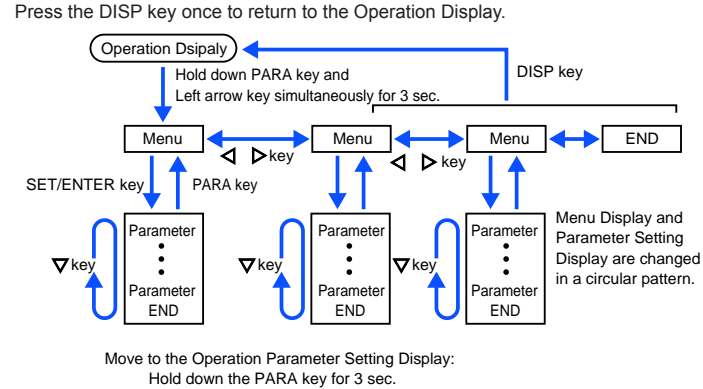 Press the DISP key once to return to the Operation Display.
Operation Dsipaly
Hold down PARA key and
Left arrow key simultaneously for 3 sec.
DISP key
Menu
Menu
Menu
END
◁ ▷ key
◁ ▷ key
SET/ENTER key
PARA key
Parameter
Parameter
END
▽ key
Parameter
Parameter
END
▽ key
Parameter
Parameter
END
▽ key
Menu Display and
Parameter Setting
Display are changed
in a circular pattern.
Move to the Operation Parameter Setting Display:
Hold down the PARA key for 3 sec.